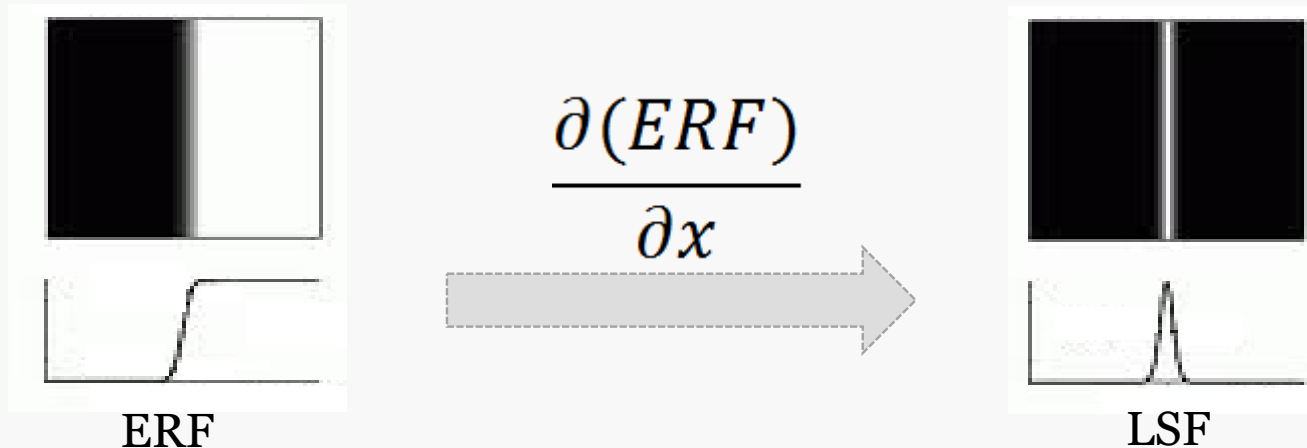 ∂(ERF)
∂x
ERF
LSF